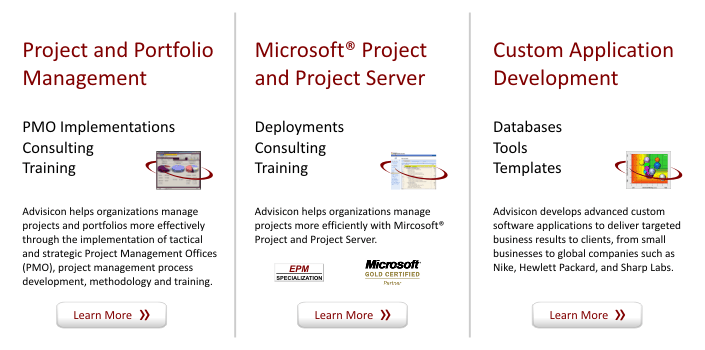 Project and Portfolio
Management
PMO Implementations
Consulting
Training
Advisicon helps organizations manage
projects and portfolios more effectively
through the implementation of tactical
and strategic Project Management Offices
(PMO), project management process
development, methodology and training.
Learn More
Microsoft® Project
and Project Server
Deployments
Consulting
Training
Advisicon helps organizations manage
projects more efficiently with Mircosoft®
Project and Project Server.
EPM
SPECIALIZATION
Microsoft
GOLD CERTIFIED
Partner
Learn More
Custom Application
Development
Databases
Tools
Templates
Advisicon develops advanced custom
software applications to deliver targeted
business results to clients, from small
businesses to global companies such as
Nike, Hewlett Packard, and Sharp Labs.
Learn More